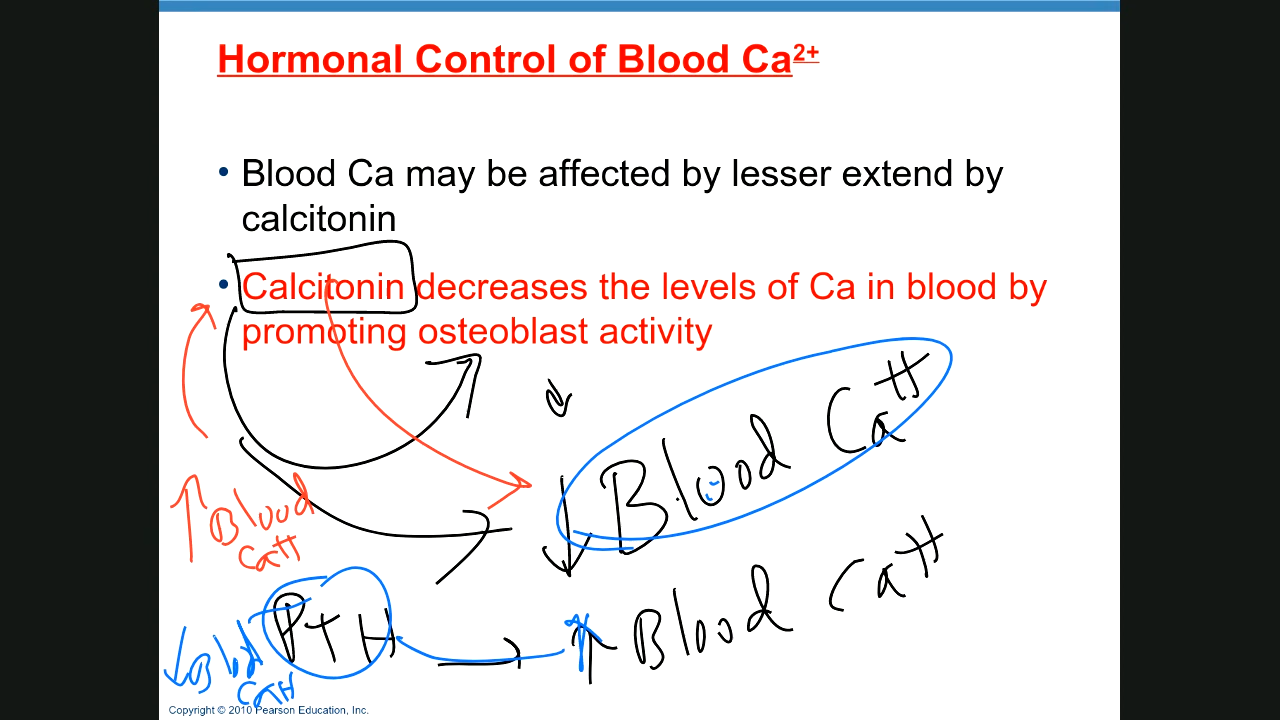 Hormonal Control of Blood Ca2+
• Blood Ca may be affected by lesser extend by
calcitonin
• Calcitonin decreases the levels of Ca in blood by
promoting osteoblast activity
↓ Blood Ca++
↑ Blood
Ca++
PTH → ↑ Blood Ca++
↓ Blood
Ca++
Copyright © 2010 Pearson Education, Inc.